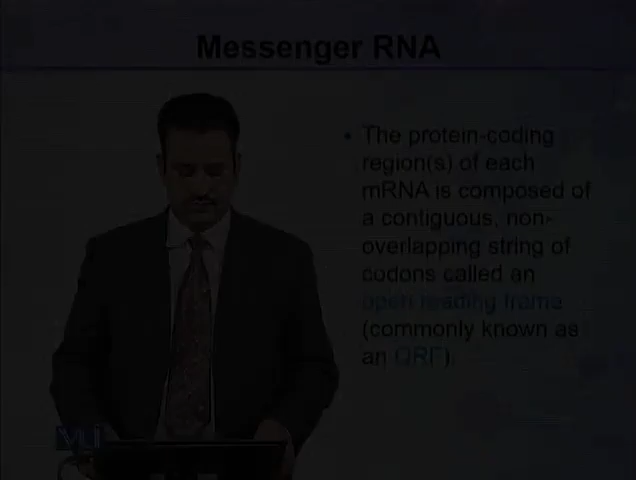 Messenger RNA
• The protein-coding
region(s) of each
mRNA is composed of
a contiguous, non-
overlapping string of
codons called an
open reading frame
(commonly known as
an ORF).
VU